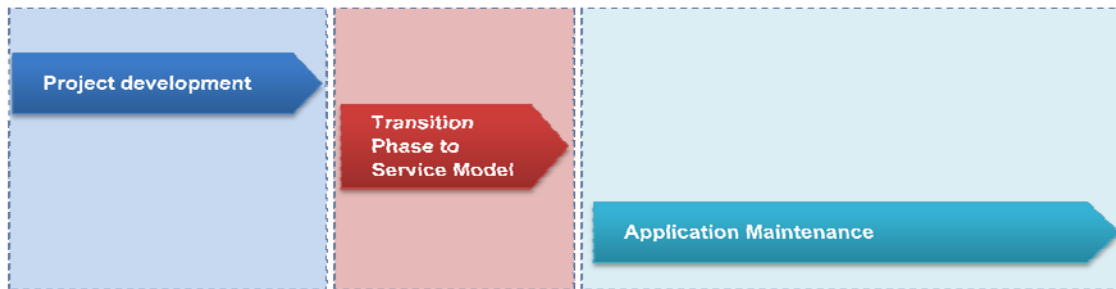 Project development
Transition
Phase to
Service Model
Application Maintenance